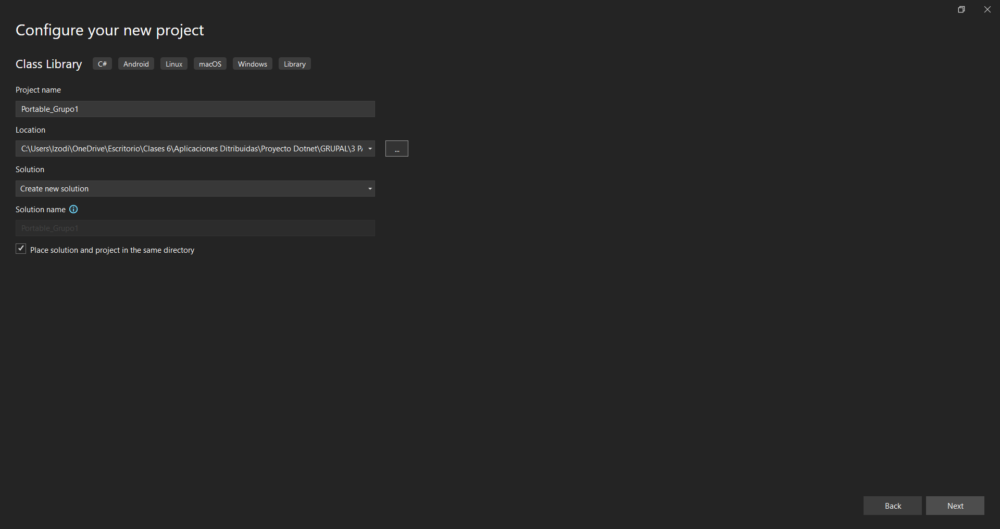 Configure your new project
Class Library C# Android Linux macOS Windows Library
Project name
Portable_Grupo1
Location
C:\Users\Izodi\OneDrive\Escritorio\Clases 6\Aplicaciones Ditribuidas\Proyecto Dotnet\GRUPAL\3 P
...
Solution
Create new solution
Solution name
Portable_Grupo1
Place solution and project in the same directory
Back Next